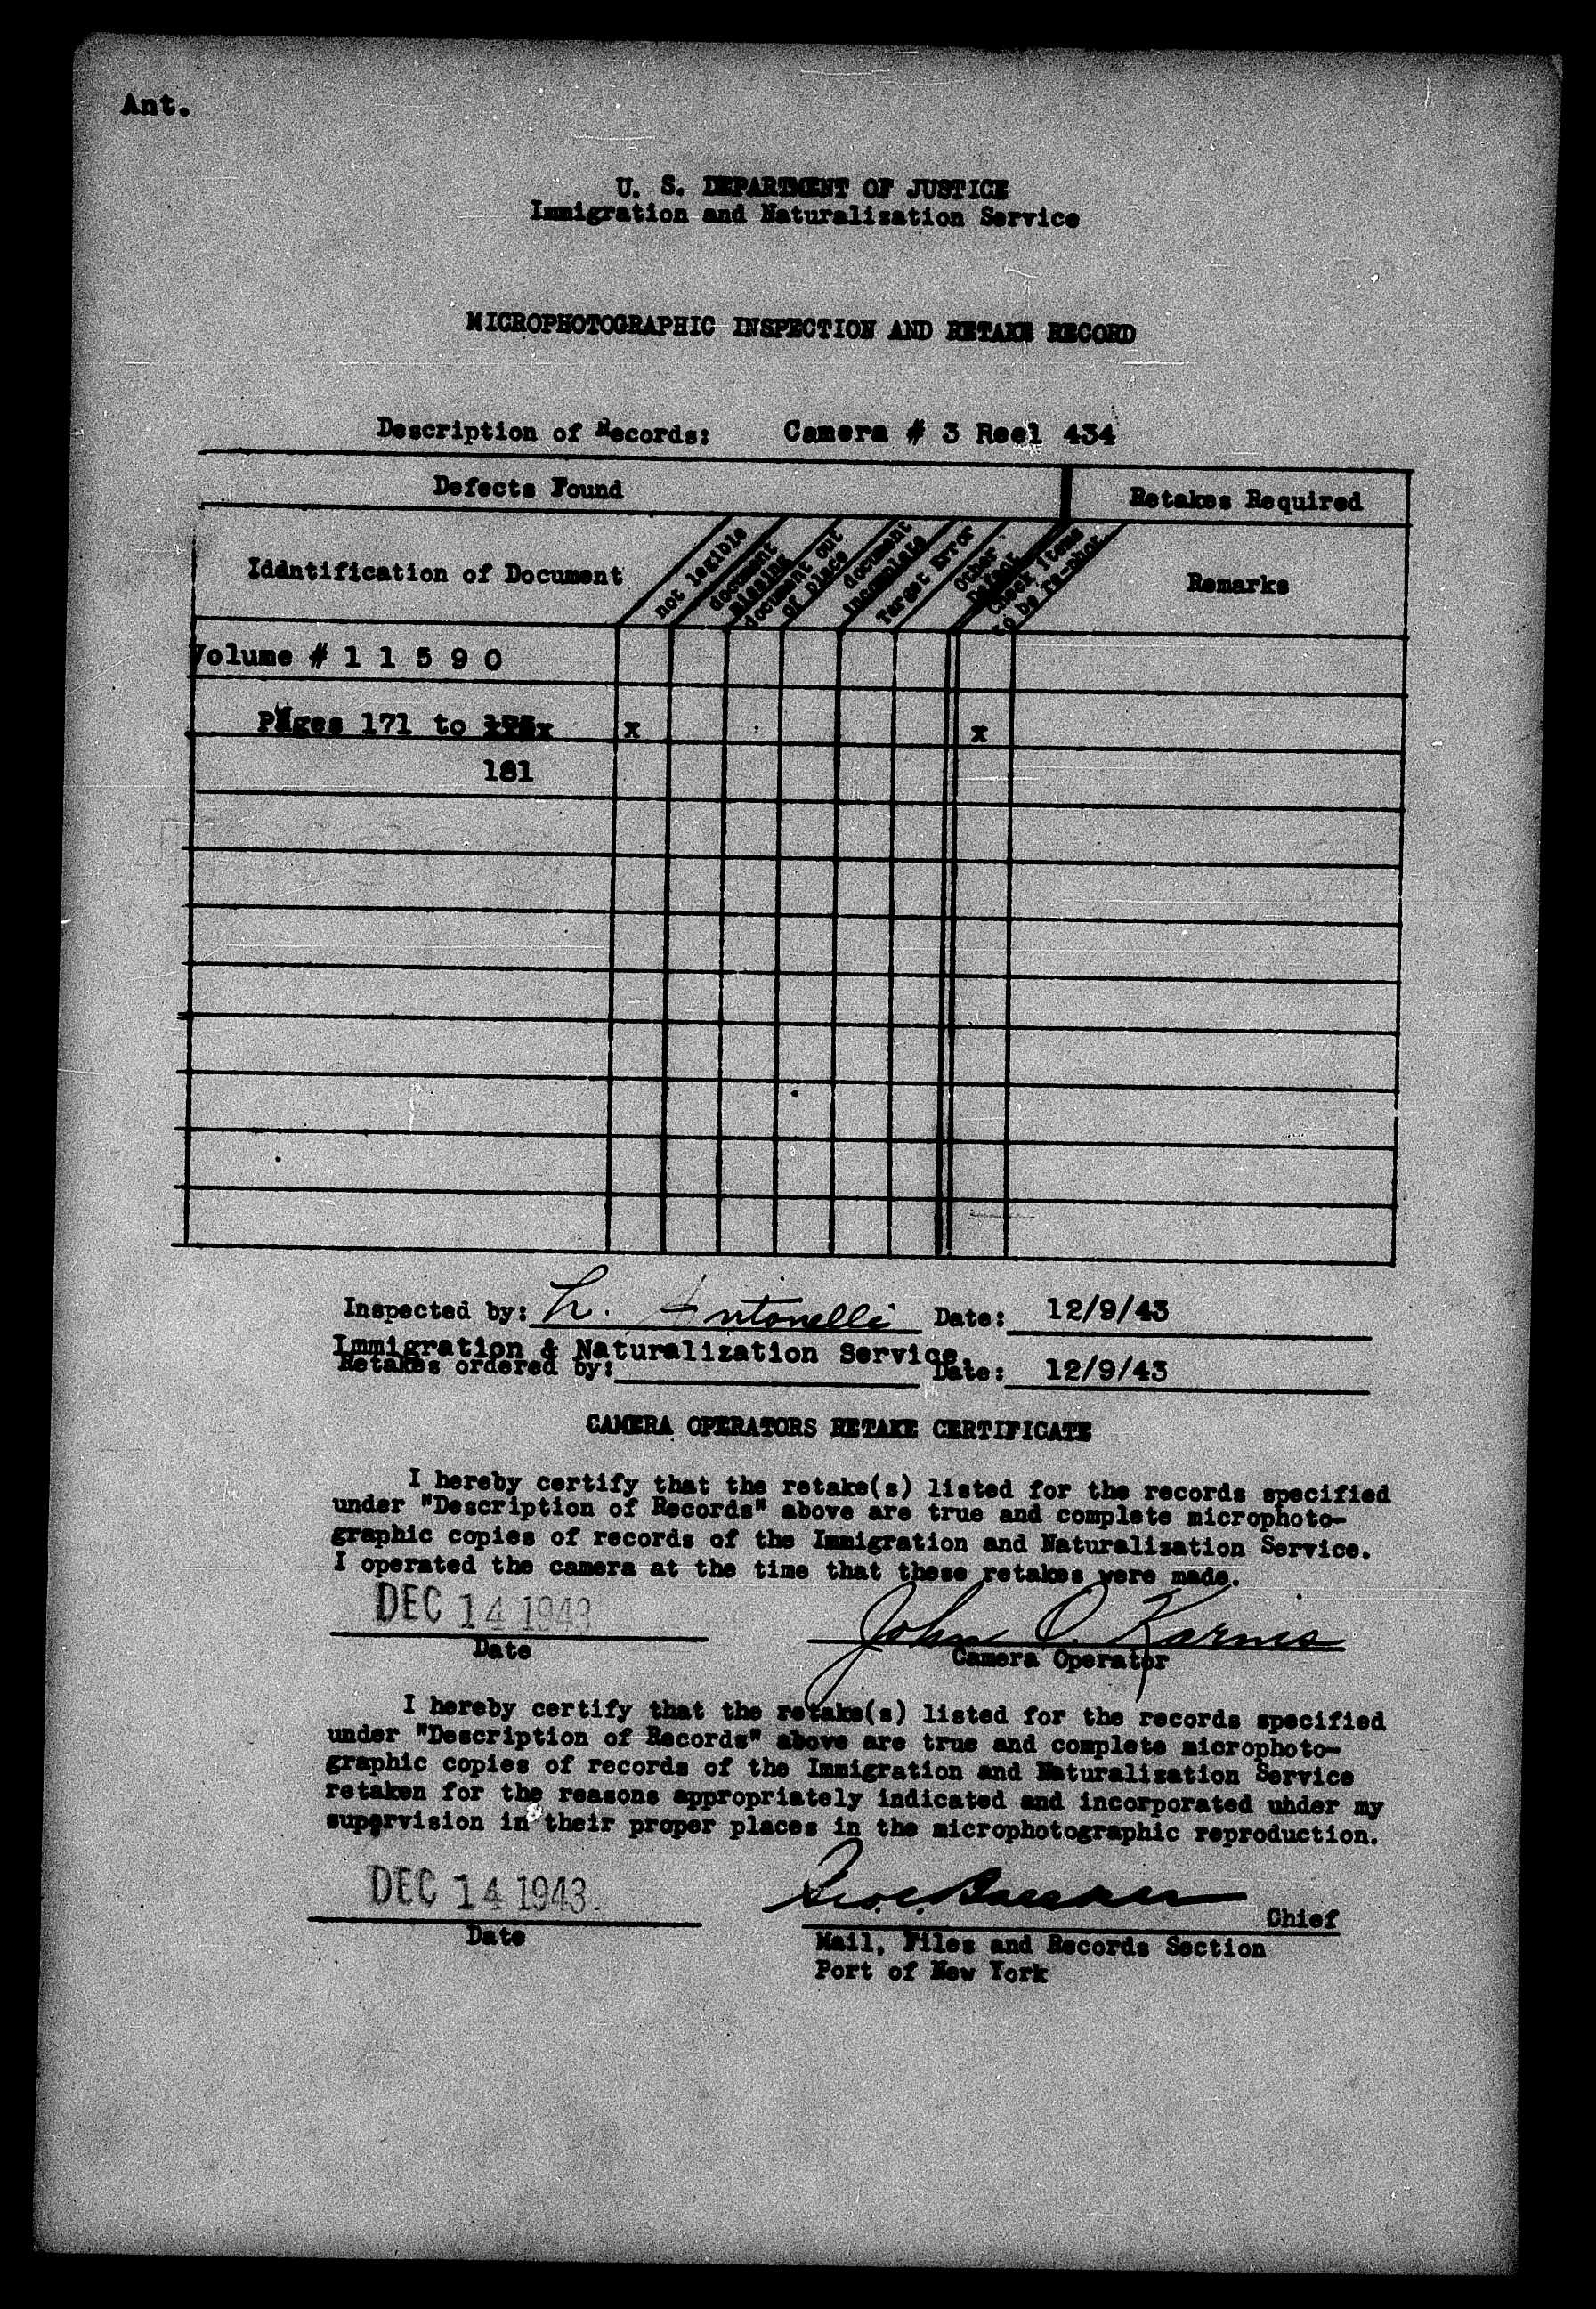 Ant.
U. S. DEPARTMENT OF JUSTICE
Immigration and Naturalization Service
MICROPHOTOGRAPHIC INSPECTION AND RETAKE RECORD
Description of Records: Camera # 3 Reel 434
Defects Found
Retakes Required
Identification of Document
not legible
document missing
document out of place
document incomplete
Target Error
Other Defect
Check items to be re-phot.
Remarks
Volume # 1 1 5 9 0
Pages 171 to
x x
181
Inspected by: L. Antonelli Date: 12/9/43
Immigration & Naturalization Service.
Retakes ordered by: Date: 12/9/43
CAMERA OPERATORS RETAKE CERTIFICATE
I hereby certify that the retake(s) listed for the records specified
under "Description of Records" above are true and complete microphoto-
graphic copies of records of the Immigration and Naturalization Service.
I operated the camera at the time that these retakes were made.
DEC 14 1943
John O. Karnes
Date
Camera Operator
I hereby certify that the retake(s) listed for the records specified
under "Description of Records" above are true and complete microphoto-
graphic copies of records of the Immigration and Naturalization Service
retaken for the reasons appropriately indicated and incorporated uhder my
supervision in their proper places in the microphotographic reproduction.
DEC 14 1943.
Chief
Date
Mail, Files and Records Section
Port of New York